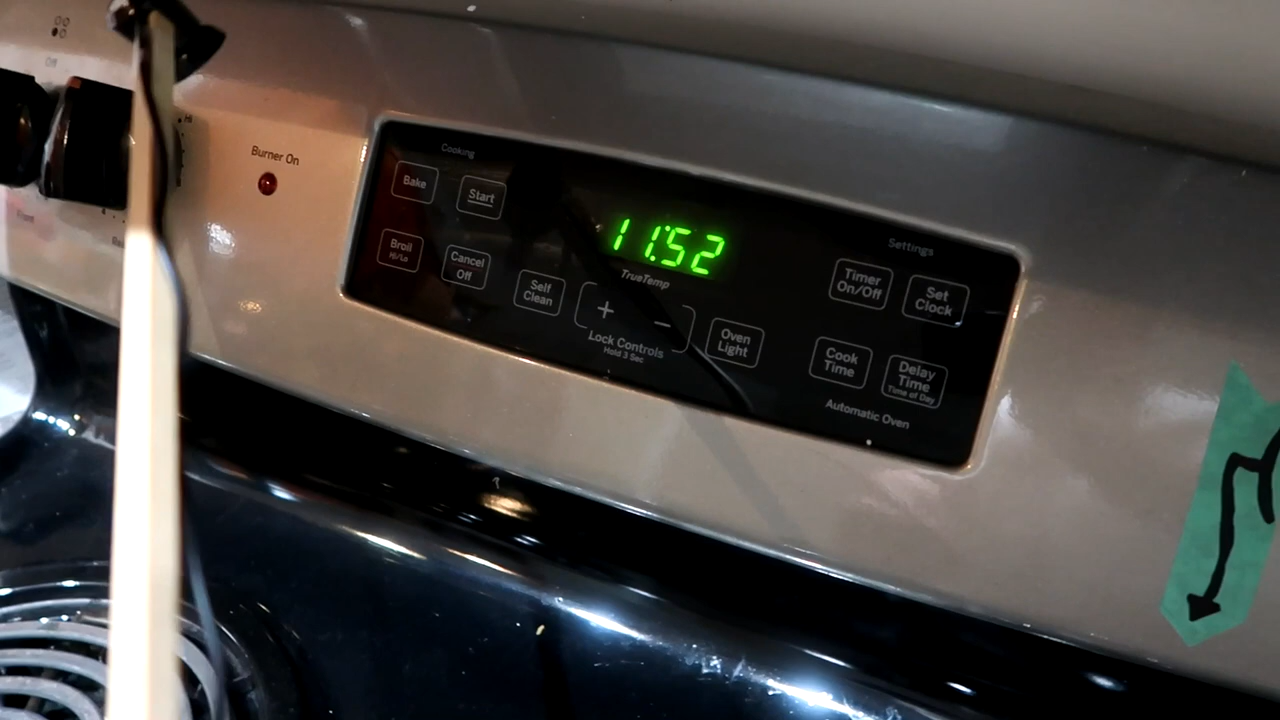 Off
Hi
Burner On
Cooking
Bake
Start
Broil
Hi/Lo
Cancel
Off
Self
Clean
11:52
TrueTemp
+
−
Lock Controls
Hold 3 Sec
Oven
Light
Settings
Timer
On/Off
Set
Clock
Cook
Time
Delay
Time
Time of Day
Automatic Oven